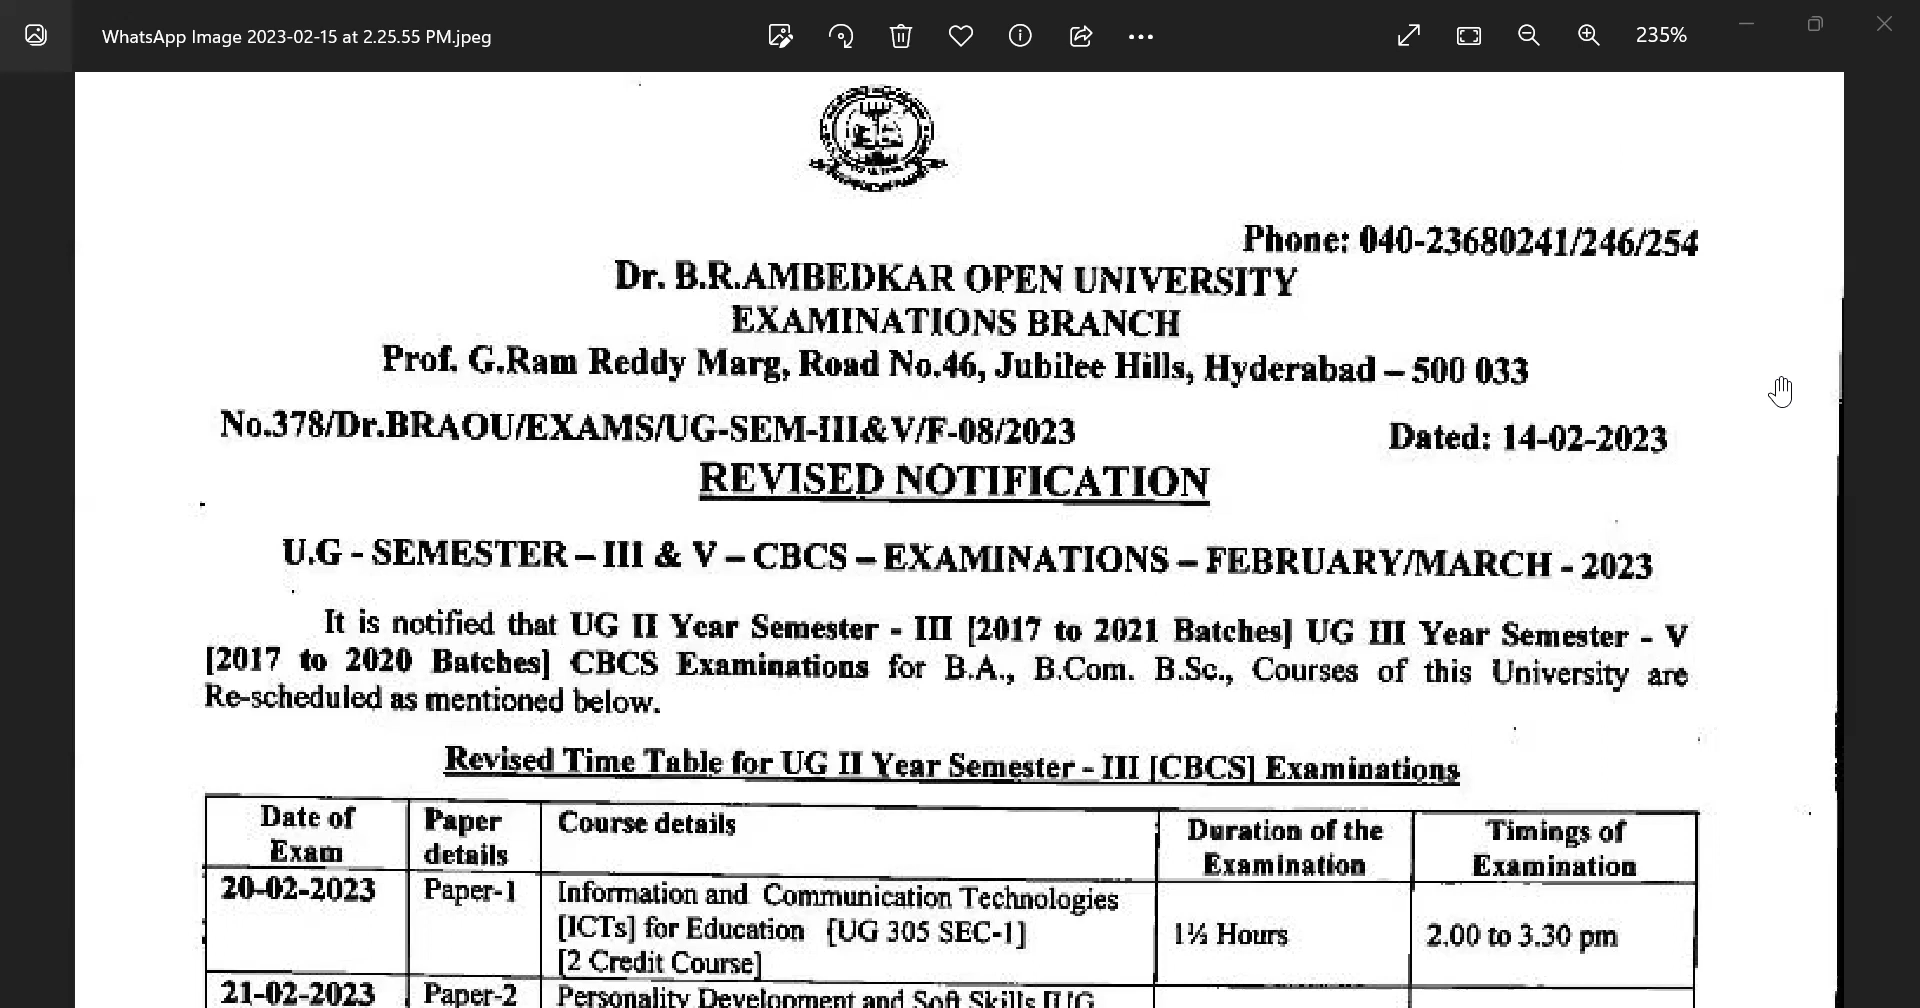 WhatsApp Image 2023-02-15 at 2.25.55 PM.jpeg
235%
Phone: 040-23680241/246/254
Dr. B.R.AMBEDKAR OPEN UNIVERSITY
EXAMINATIONS BRANCH
Prof. G.Ram Reddy Marg, Road No.46, Jubilee Hills, Hyderabad – 500 033
No.378/Dr.BRAOU/EXAMS/UG-SEM-III&V/F-08/2023 Dated: 14-02-2023
REVISED NOTIFICATION
U.G - SEMESTER – III & V – CBCS – EXAMINATIONS – FEBRUARY/MARCH - 2023
It is notified that UG II Year Semester - III [2017 to 2021 Batches] UG III Year Semester - V
[2017 to 2020 Batches] CBCS Examinations for B.A., B.Com. B.Sc., Courses of this University are
Re-scheduled as mentioned below.
Revised Time Table for UG II Year Semester - III [CBCS] Examinations
Date of Exam Paper details Course details Duration of the Examination Timings of Examination
20-02-2023 Paper-1 Information and Communication Technologies
[ICTs] for Education [UG 305 SEC-1] 1½ Hours 2.00 to 3.30 pm
[2 Credit Course]
21-02-2023 Paper-2 Personality Development and Soft Skills [UG